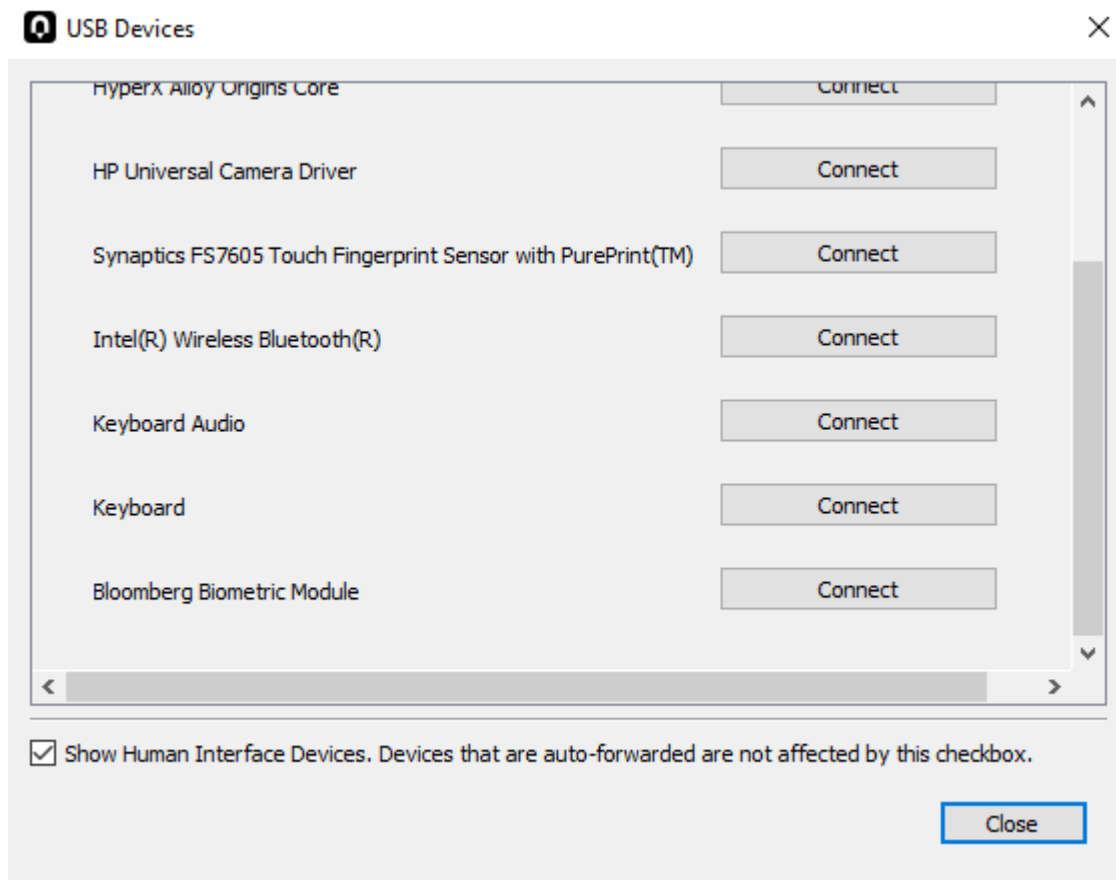 USB Devices
HyperX Alloy Origins Core Connect
HP Universal Camera Driver Connect
Synaptics FS7605 Touch Fingerprint Sensor with PurePrint(TM) Connect
Intel(R) Wireless Bluetooth(R) Connect
Keyboard Audio Connect
Keyboard Connect
Bloomberg Biometric Module Connect
Show Human Interface Devices. Devices that are auto-forwarded are not affected by this checkbox.
Close